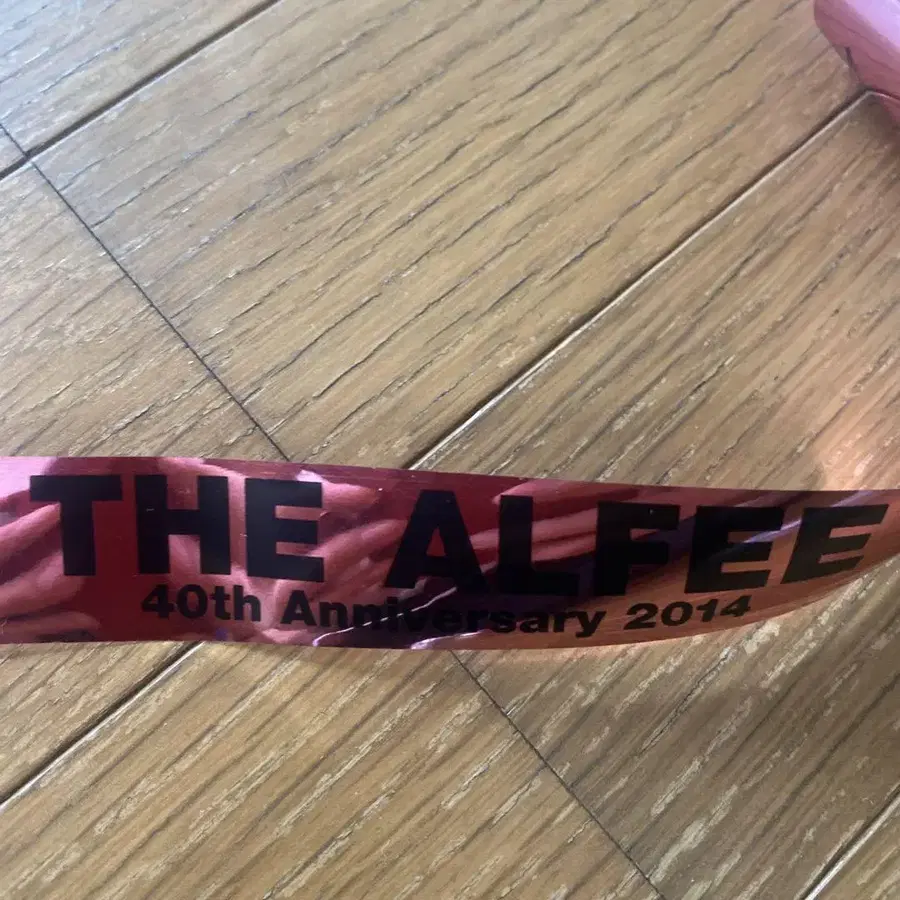 THE ALFEE
40th Anniversary 2014